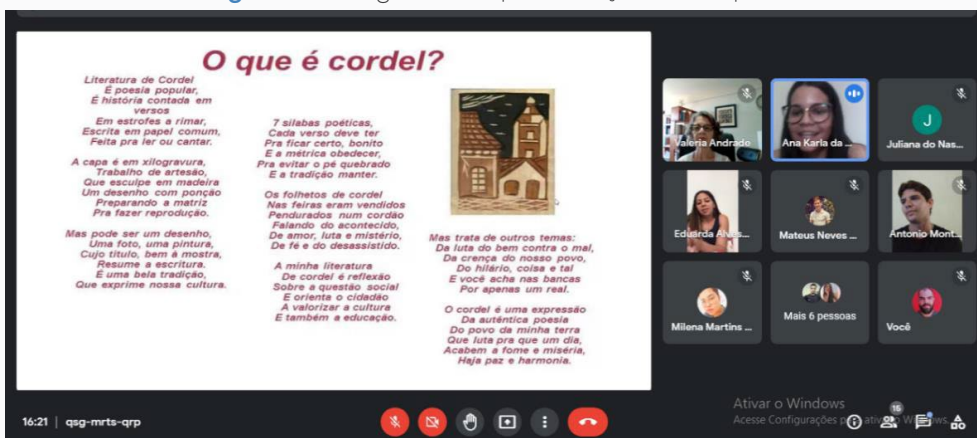 O que é cordel?
Literatura de Cordel
É poesia popular,
É história contada em
versos
Em estrofes a rimar,
Escrita em papel comum,
Feita pra ler ou cantar.
A capa é em xilogravura,
Trabalho de artesão,
Que esculpe em madeira
Um desenho com ponção
Preparando a matriz
Pra fazer reprodução.
Mas pode ser um desenho,
Uma foto, uma pintura,
Cujo título, bem à mostra,
Resume a escritura.
É uma bela tradição,
Que exprime nossa cultura.
7 sílabas poéticas,
Cada verso deve ter
Pra ficar certo, bonito
E a métrica obedecer,
Pra evitar o pé quebrado
E a tradição manter.
Os folhetos de cordel
Nas feiras eram vendidos
Pendurados num cordão
Falando do acontecido,
De amor, luta e mistério,
De fé e do desassistido.
A minha literatura
De cordel é reflexão
Sobre a questão social
E orienta o cidadão
A valorizar a cultura
E também a educação.
Mas trata de outros temas:
Da luta do bem contra o mal,
Da crença do nosso povo,
Do hilário, coisa e tal
E você acha nas bancas
Por apenas um real.
O cordel é uma expressão
Da autêntica poesia
Do povo da minha terra
Que luta pra que um dia,
Acabem a fome e miséria,
Haja paz e harmonia.
Valeria Andrade
Ana Karla da ...
J
Juliana do Nas...
Eduarda Alves...
Mateus Neves ...
Antonio Mont...
Milena Martins ...
Mais 6 pessoas
Você
Ativar o Windows
Acesse Configurações
16:21 | qsg-mrts-qrp
16